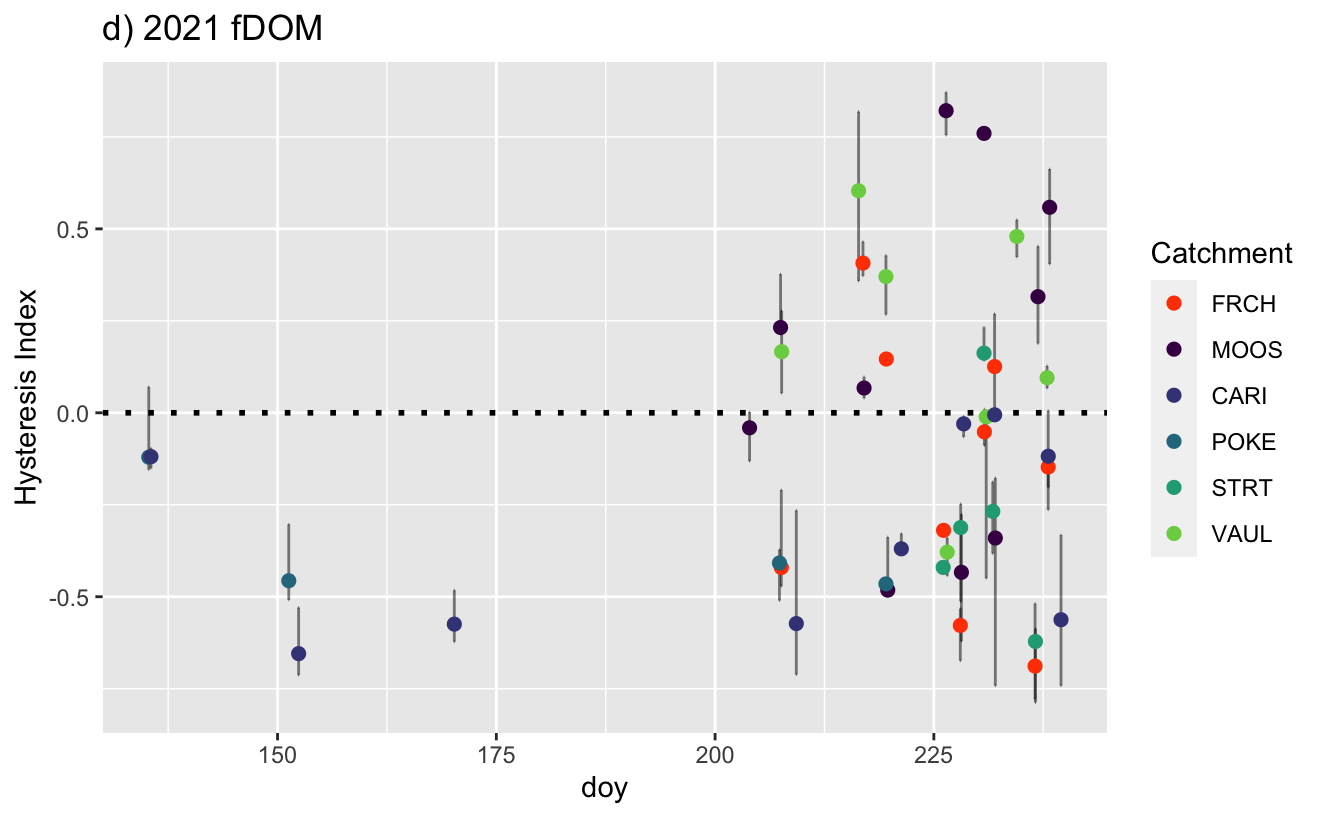 d) 2021 fDOM
Hysteresis Index
0.5
0.0
-0.5
150
175
200
225
doy
Catchment
FRCH
MOOS
CARI
POKE
STRT
VAUL